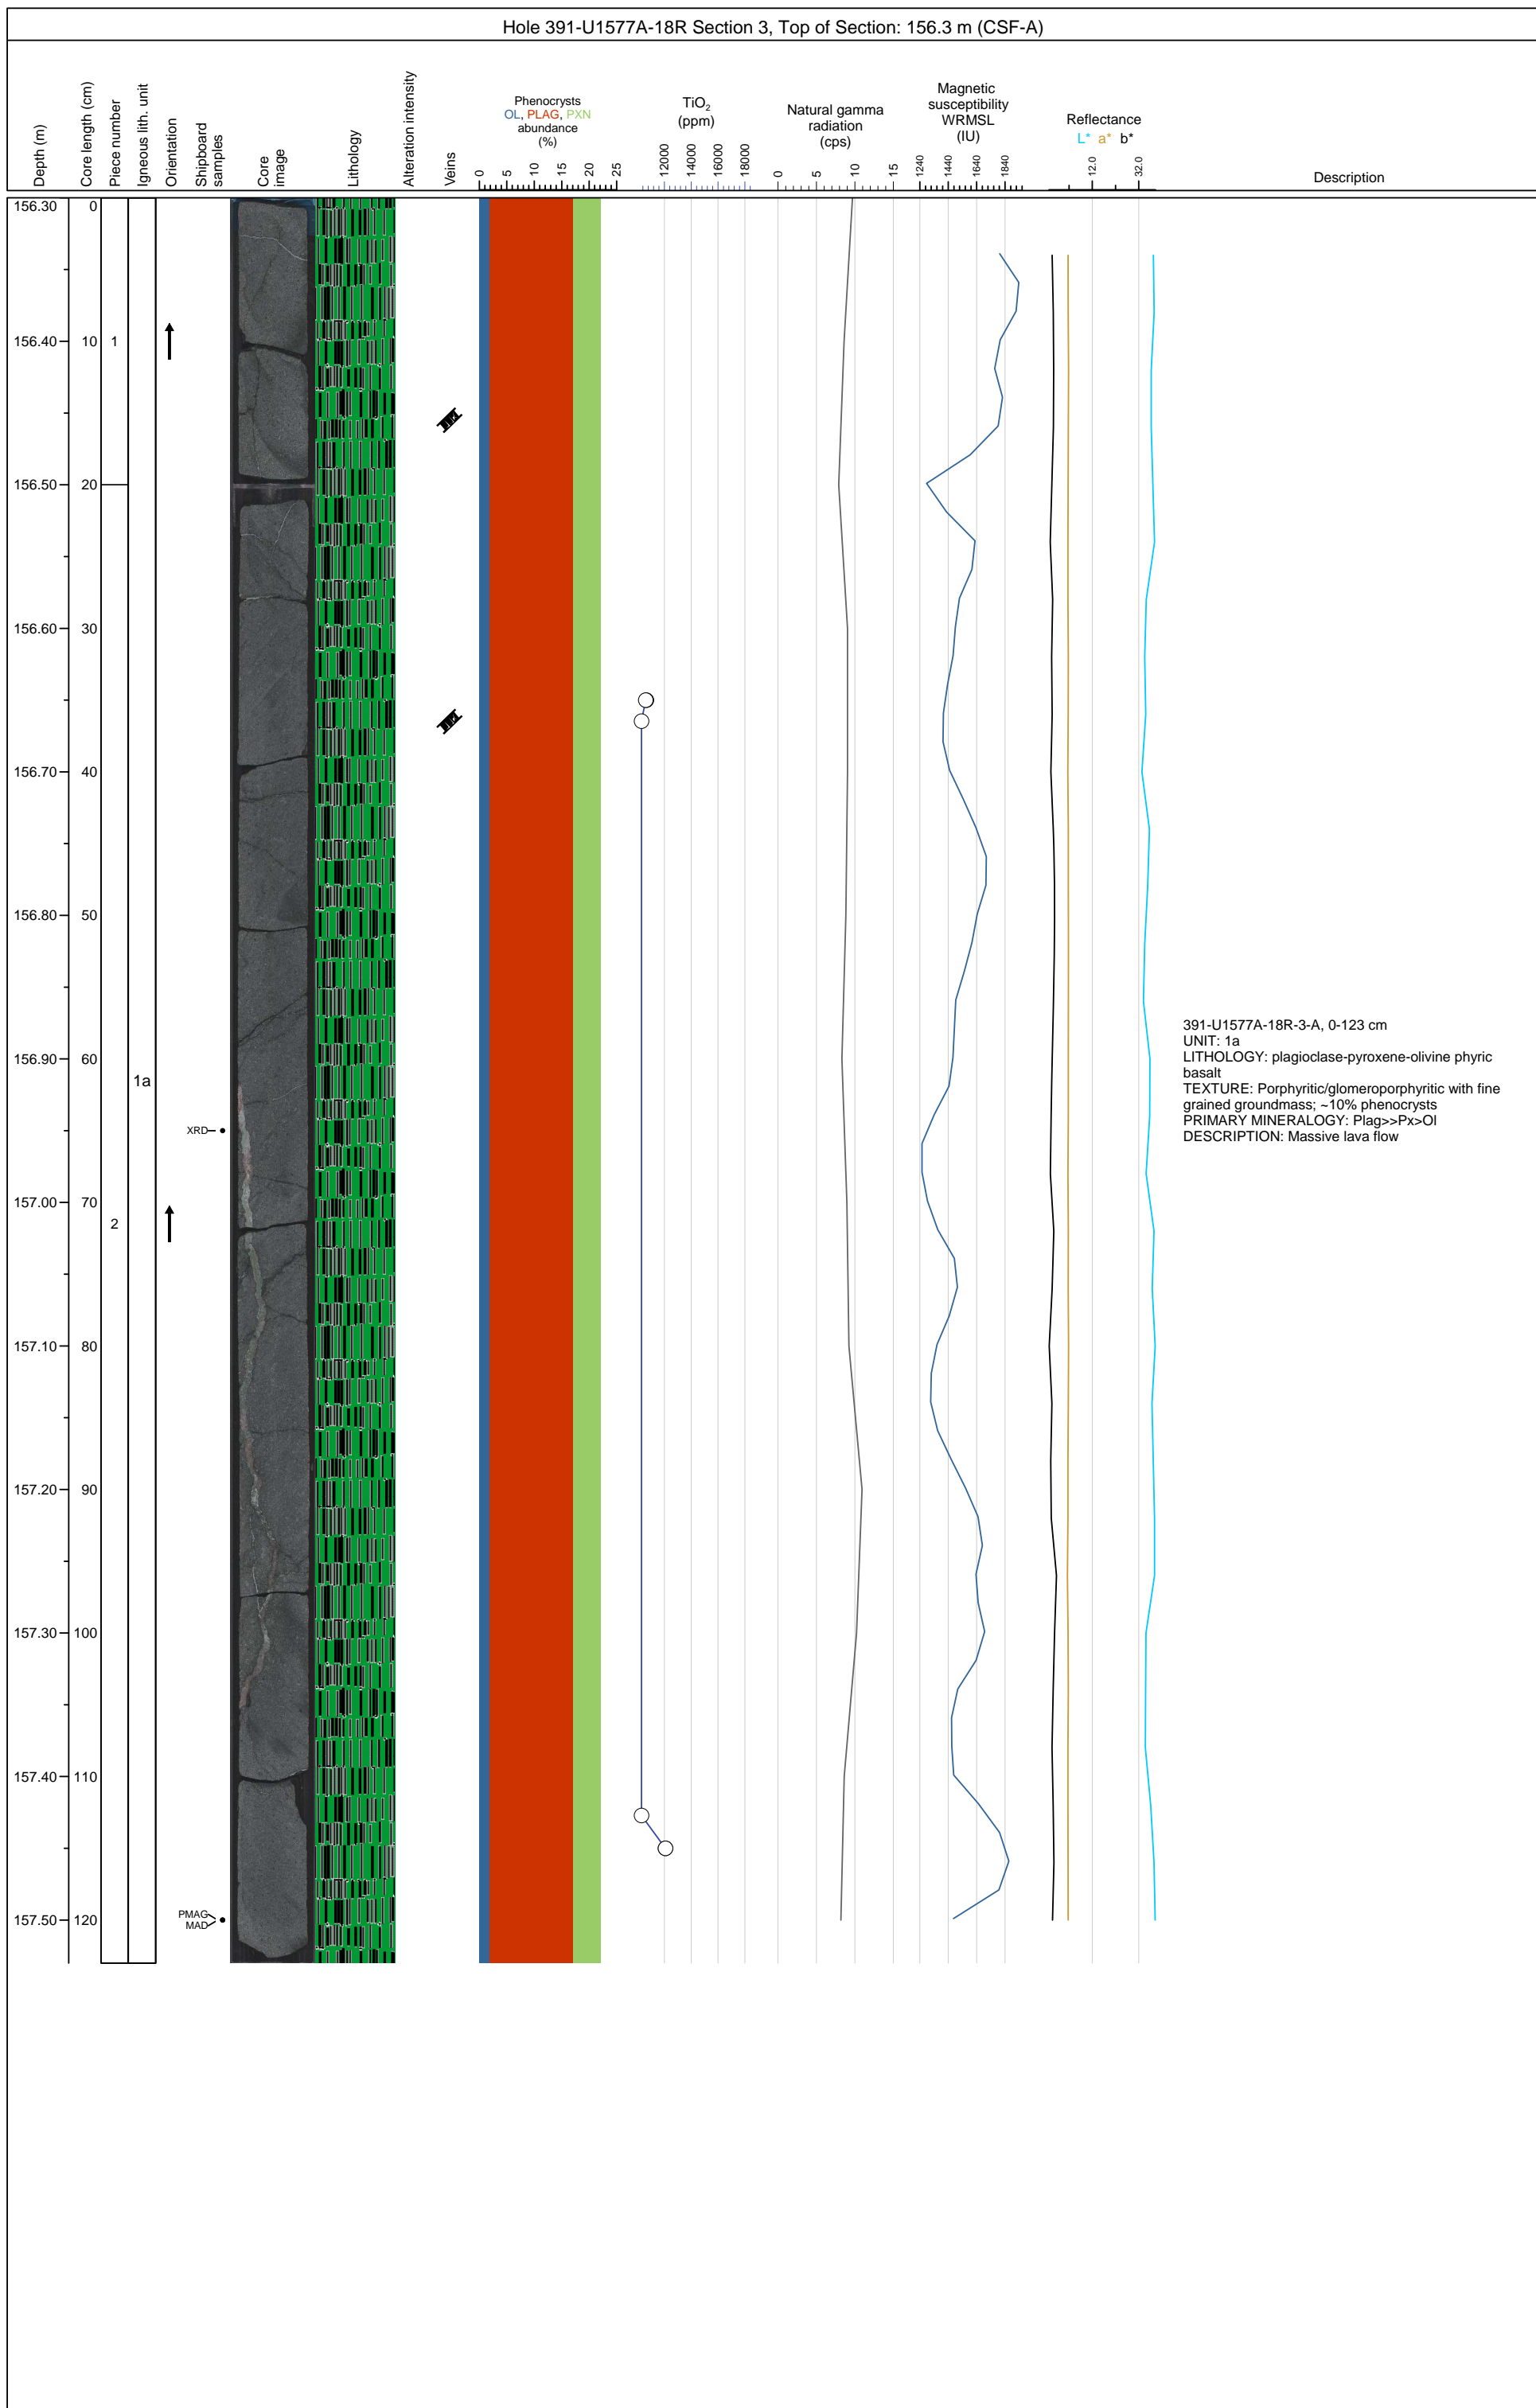 Hole 391-U1577A-18R Section 3, Top of Section: 156.3 m (CSF-A)
Depth (m)
Core length (cm)
Piece number
Igneous lith. unit
Orientation
Shipboard
samples
Core
image
Lithology
Alteration intensity
Veins
Phenocrysts
OL, PLAG, PXN
abundance
(%)
0 5 10 15 20 25
TiO2
(ppm)
12000 14000 16000 18000
Natural gamma
radiation
(cps)
0 5 10 15
Magnetic
susceptibility
WRMSL
(IU)
1240 1440 1640 1840
Reflectance
L* a* b*
12.0 32.0
Description
156.30 0
156.40 10 1
156.50 20
156.60 30
156.70 40
156.80 50
156.90 60
1a
XRD
157.00 70
2
157.10 80
157.20 90
157.30 100
157.40 110
PMAG
157.50 120
MAD
391-U1577A-18R-3-A, 0-123 cm
UNIT: 1a
LITHOLOGY: plagioclase-pyroxene-olivine phyric
basalt
TEXTURE: Porphyritic/glomeroporphyritic with fine
grained groundmass; ~10% phenocrysts
PRIMARY MINERALOGY: Plag>>Px>Ol
DESCRIPTION: Massive lava flow